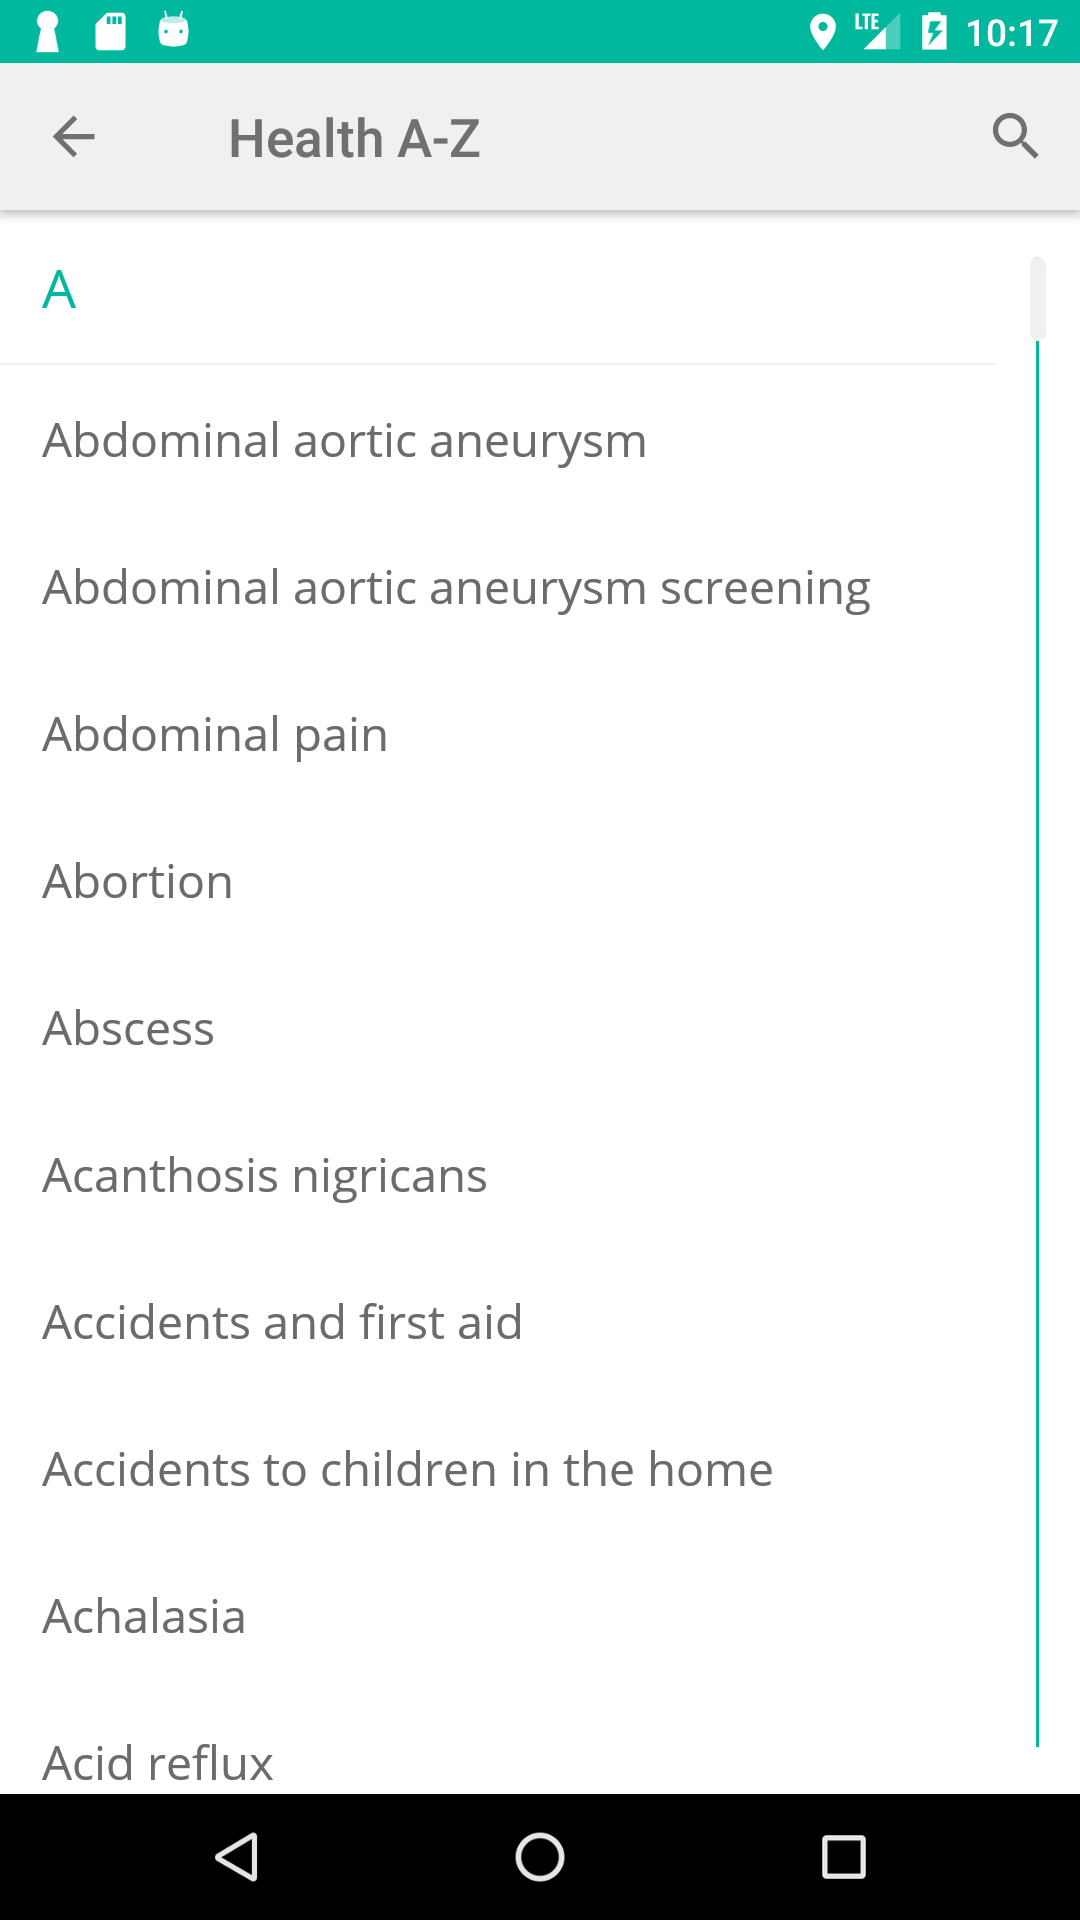 LTE 10:17
Health A-Z
A
Abdominal aortic aneurysm
Abdominal aortic aneurysm screening
Abdominal pain
Abortion
Abscess
Acanthosis nigricans
Accidents and first aid
Accidents to children in the home
Achalasia
Acid reflux